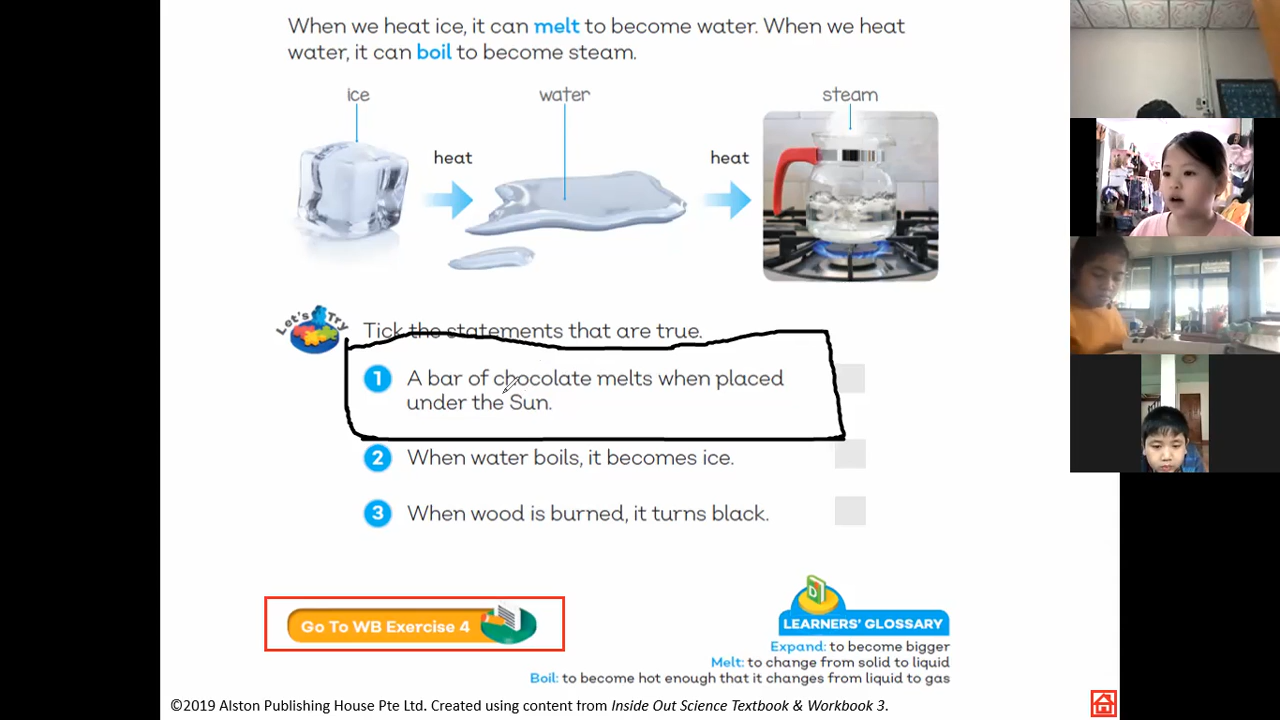 When we heat ice, it can melt to become water. When we heat
water, it can boil to become steam.
ice
water
steam
heat
heat
Let's Try
Tick the statements that are true.
1 A bar of chocolate melts when placed
under the Sun.
2 When water boils, it becomes ice.
3 When wood is burned, it turns black.
Go To WB Exercise 4
LEARNERS' GLOSSARY
Expand: to become bigger
Melt: to change from solid to liquid
Boil: to become hot enough that it changes from liquid to gas
©2019 Alston Publishing House Pte Ltd. Created using content from Inside Out Science Textbook & Workbook 3.